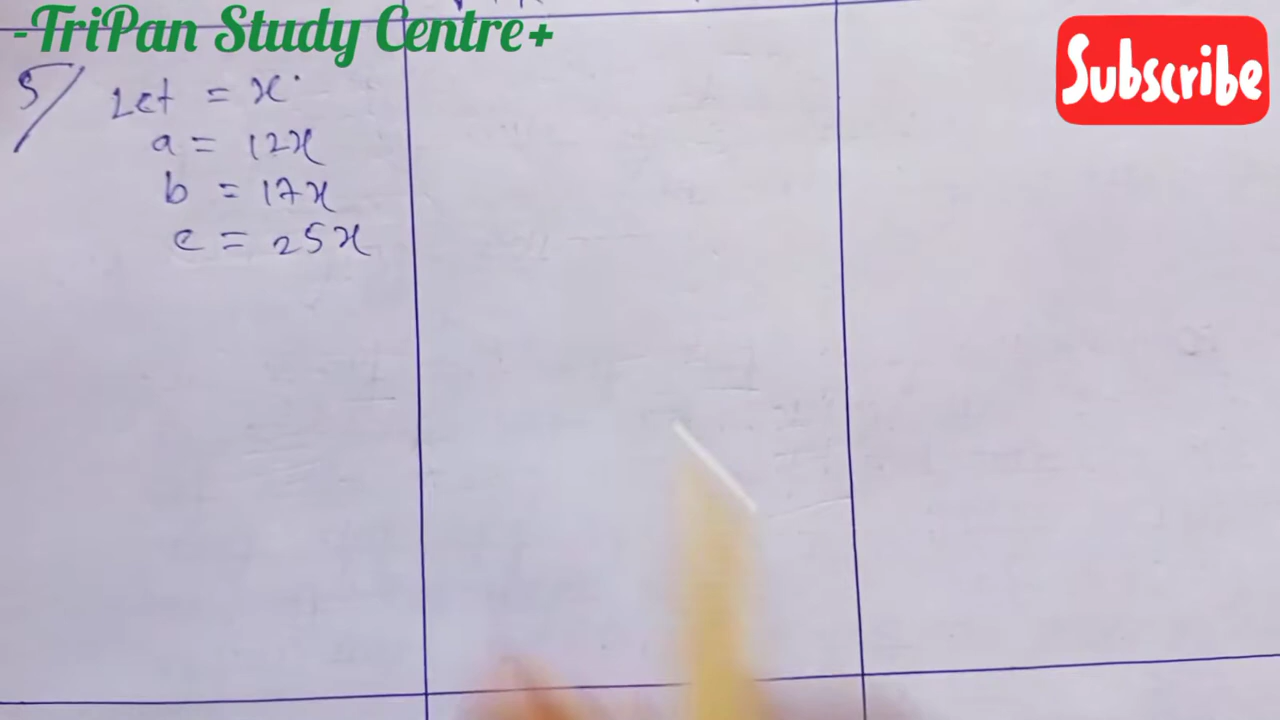 -TriPan Study Centre+
Subscribe
5/ Let = x.
a = 12x
b = 17x
c = 25x